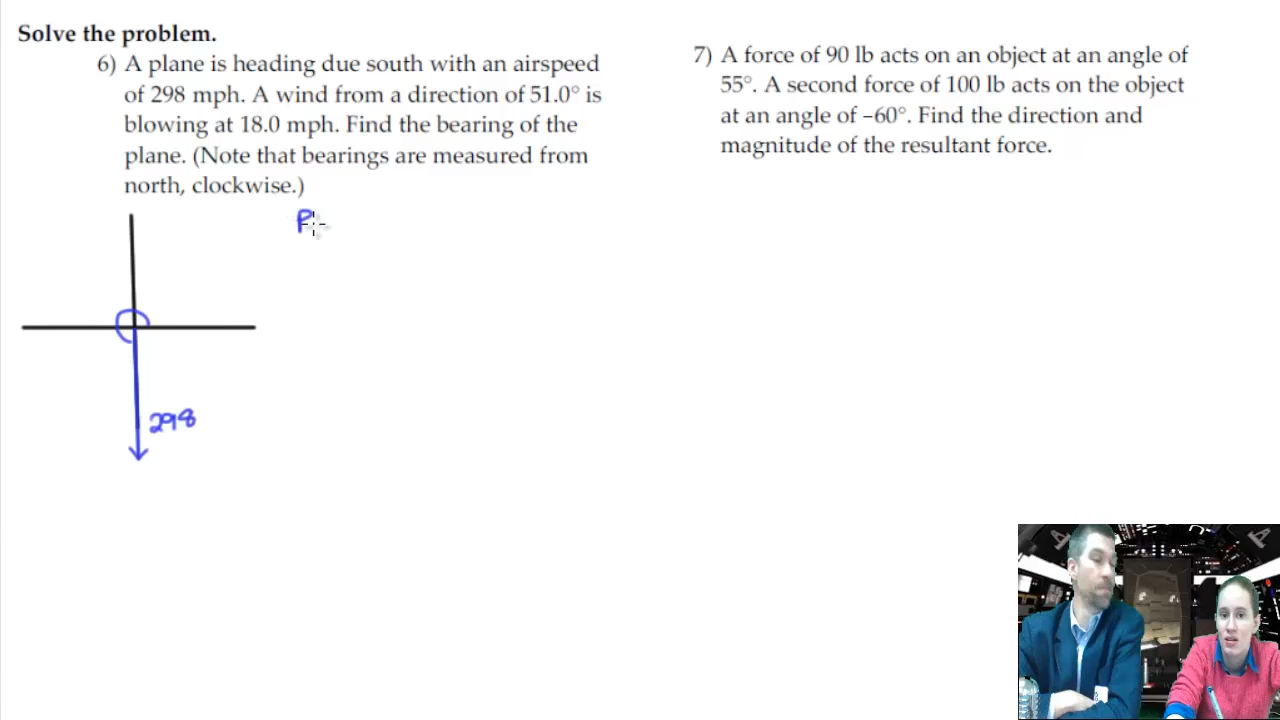 Solve the problem.
6) A plane is heading due south with an airspeed
of 298 mph. A wind from a direction of 51.0° is
blowing at 18.0 mph. Find the bearing of the
plane. (Note that bearings are measured from
north, clockwise.)
P
298
7) A force of 90 lb acts on an object at an angle of
55°. A second force of 100 lb acts on the object
at an angle of –60°. Find the direction and
magnitude of the resultant force.